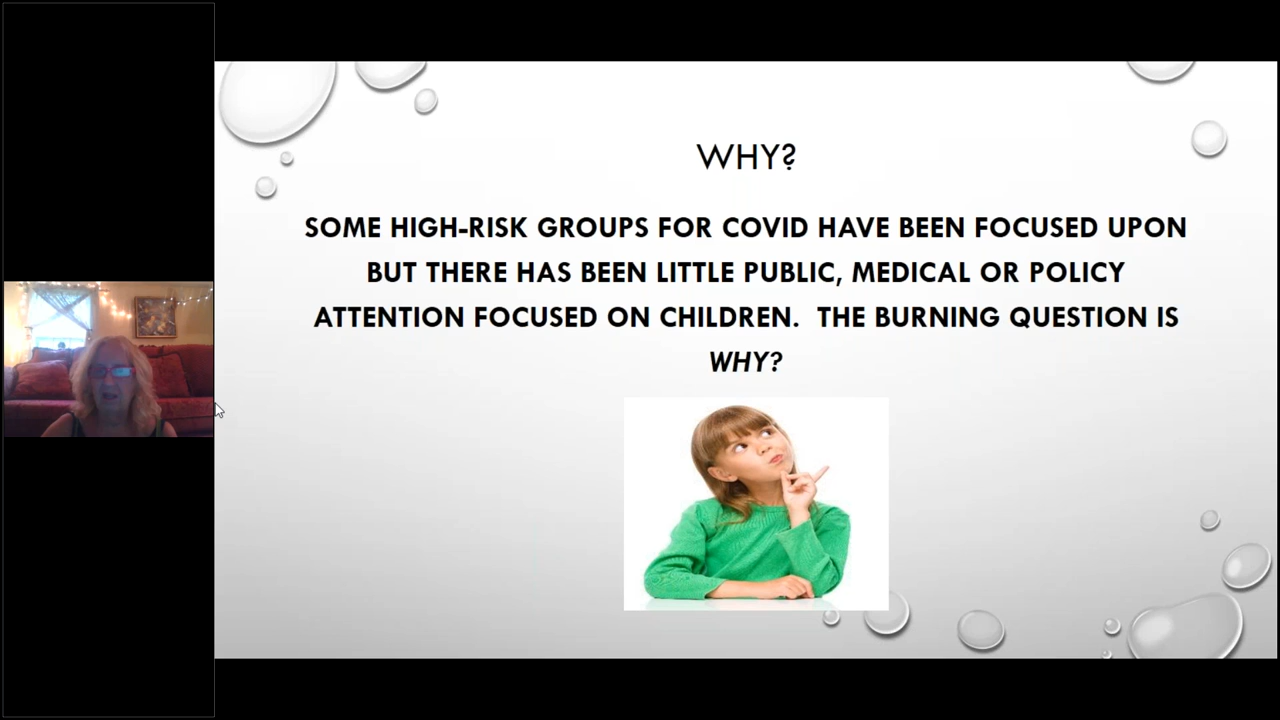 WHY?
SOME HIGH-RISK GROUPS FOR COVID HAVE BEEN FOCUSED UPON
BUT THERE HAS BEEN LITTLE PUBLIC, MEDICAL OR POLICY
ATTENTION FOCUSED ON CHILDREN. THE BURNING QUESTION IS
WHY?